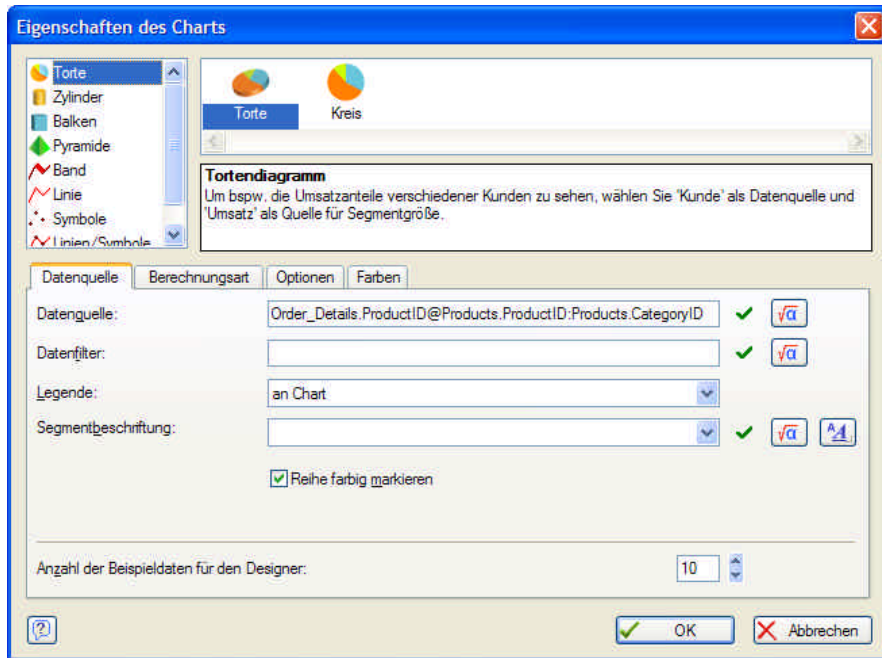 Eigenschaften des Charts
Torte
Zylinder
Balken
Pyramide
Band
Linie
Symbole
Linien/Symbole
Torte
Kreis
Tortendiagramm
Um bspw. die Umsatzanteile verschiedener Kunden zu sehen, wählen Sie 'Kunde' als Datenquelle und
'Umsatz' als Quelle für Segmentgröße.
Datenquelle
Berechnungsart
Optionen
Farben
Datenquelle:
Order_Details.ProductID@Products.ProductID:Products.CategoryID
√α
Datenfilter:
√α
Legende:
an Chart
Segmentbeschriftung:
√α
AA
Reihe farbig markieren
Anzahl der Beispieldaten für den Designer:
10
?
OK
Abbrechen